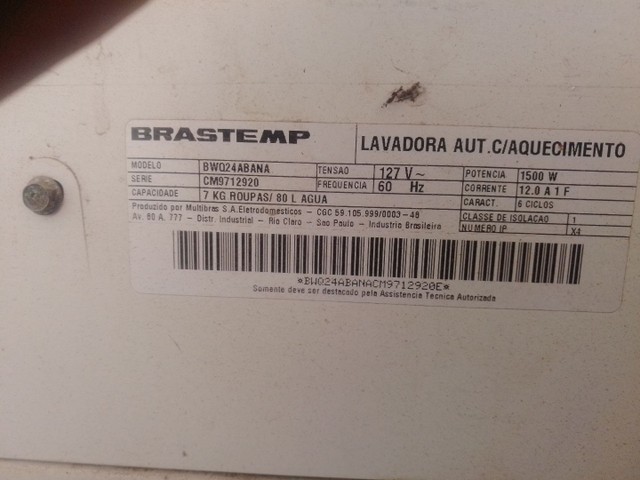 BRASTEMP
LAVADORA AUT.C/AQUECIMENTO
MODELO BWQ24ABANA TENSAO 127 V~ POTENCIA 1500 W
SERIE CM9712920 FREQUENCIA 60 Hz CORRENTE 12.0 A 1 F
CAPACIDADE 7 KG ROUPAS/ 80 L AGUA CARACT. 6 CICLOS
Produzido por Multibras S.A.Eletrodomesticos - CGC 59.105.999/0003-48 CLASSE DE ISOLACAO 1
Av. 80 A, 777 - Distr. Industrial - Rio Claro - Sao Paulo - Industria Brasileira NUMERO IP X4
*BWQ24ABANACM9712920E*
Somente deve ser destacado pela Assistencia Tecnica Autorizada